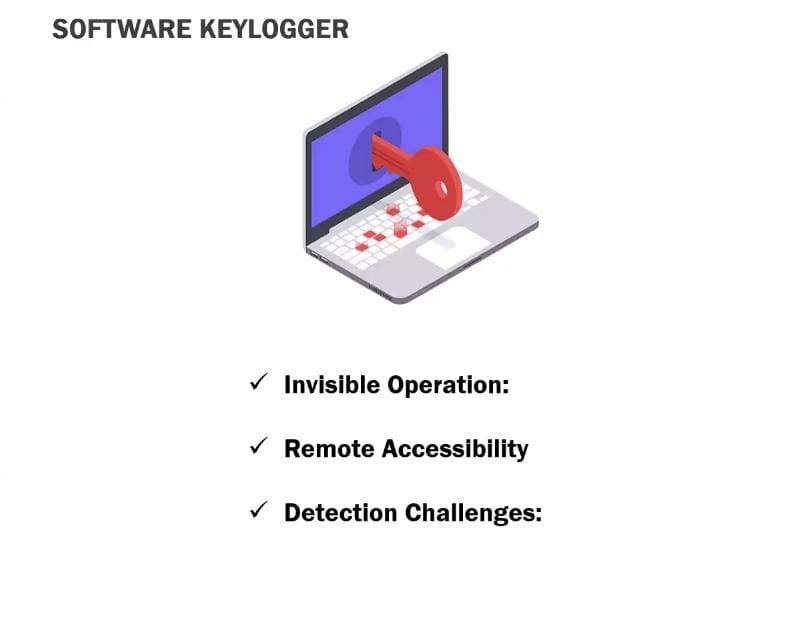 SOFTWARE KEYLOGGER
✓ Invisible Operation:
✓ Remote Accessibility
✓ Detection Challenges: